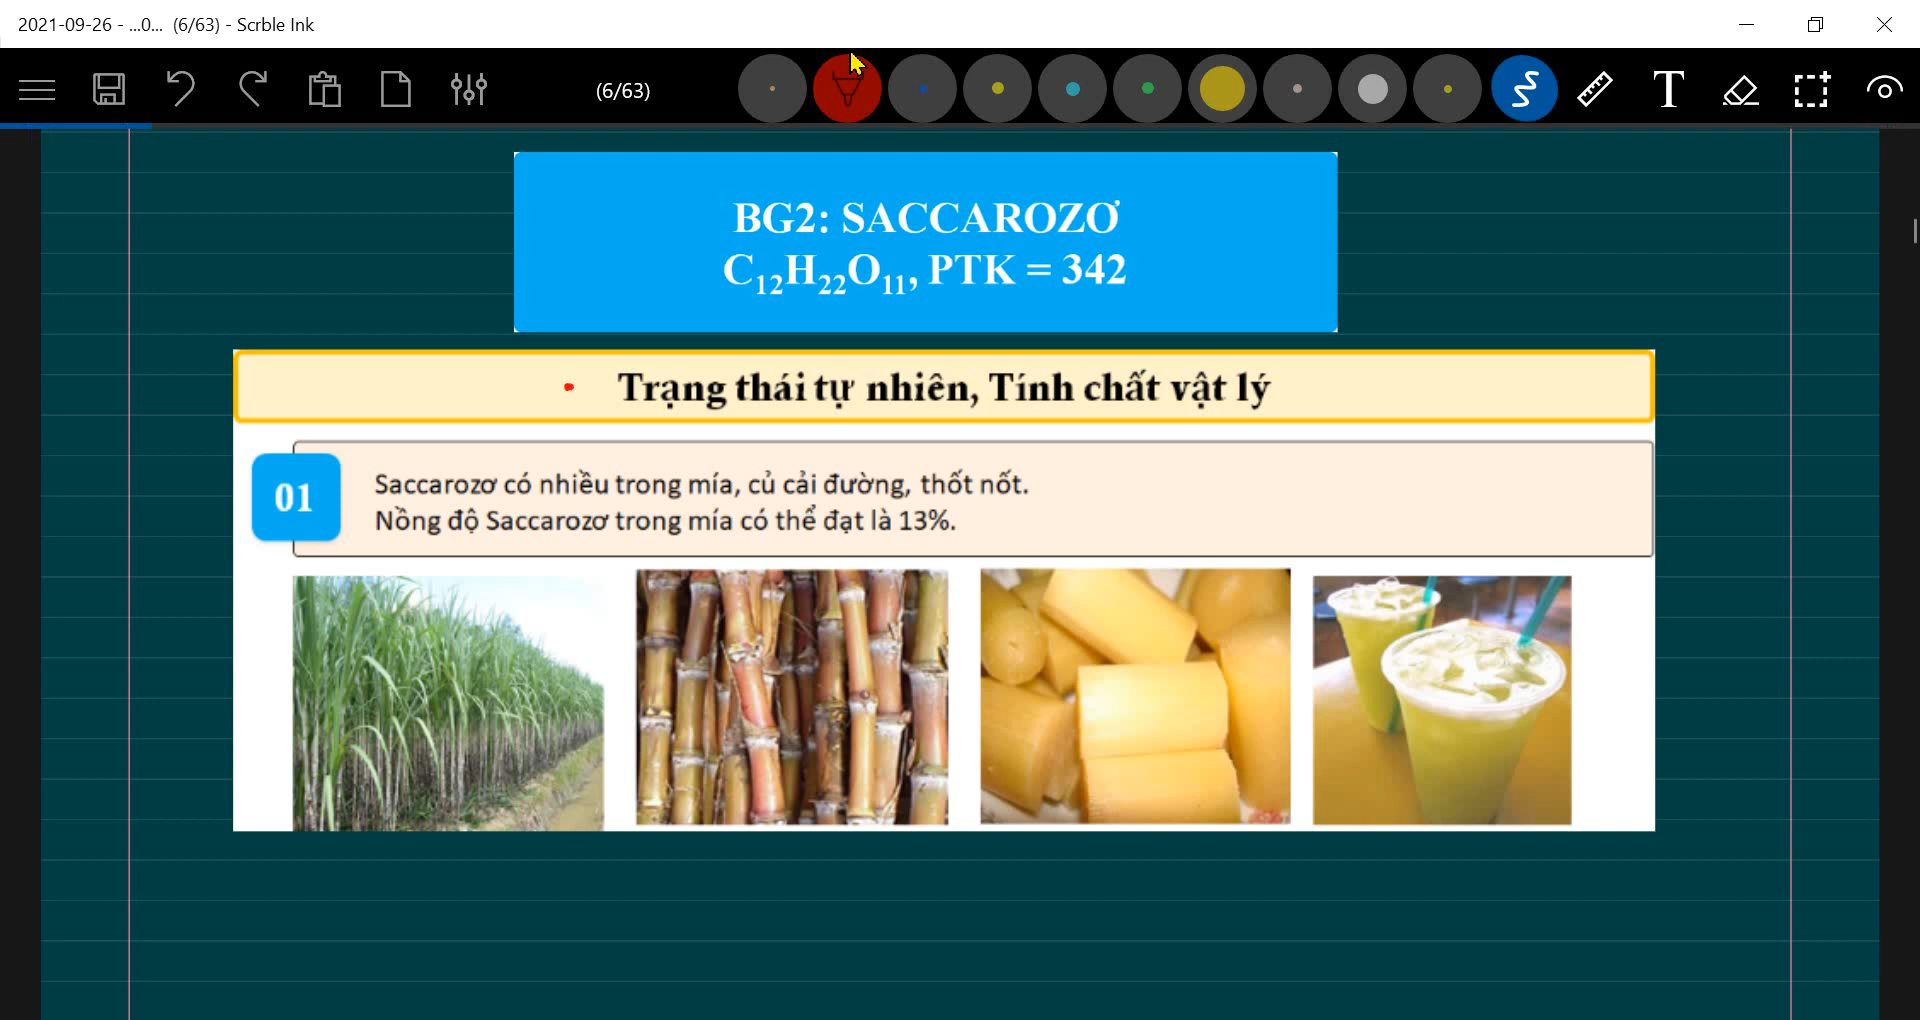 2021-09-26 - ...0... (6/63) - Scrble Ink
(6/63)
T
BG2: SACCAROZƠ
C₁₂H₂₂O₁₁, PTK = 342
Trạng thái tự nhiên, Tính chất vật lý
01
Saccarozơ có nhiều trong mía, củ cải đường, thốt nốt.
Nồng độ Saccarozơ trong mía có thể đạt là 13%.